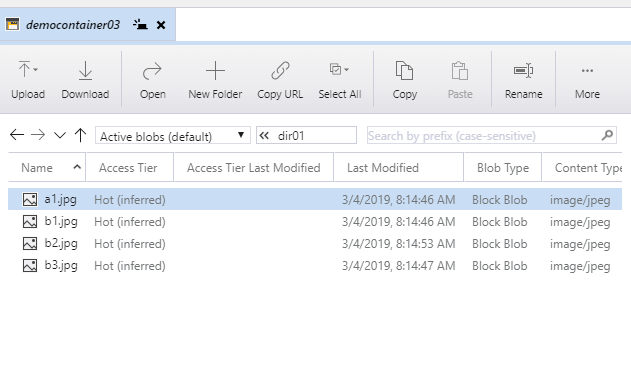 democontainer03
Upload Download Open New Folder Copy URL Select All Copy Paste Rename More
Active blobs (default) dir01 Search by prefix (case-sensitive)
Name Access Tier Access Tier Last Modified Last Modified Blob Type Content Type
a1.jpg Hot (inferred) 3/4/2019, 8:14:46 AM Block Blob image/jpeg
b1.jpg Hot (inferred) 3/4/2019, 8:14:46 AM Block Blob image/jpeg
b2.jpg Hot (inferred) 3/4/2019, 8:14:53 AM Block Blob image/jpeg
b3.jpg Hot (inferred) 3/4/2019, 8:14:47 AM Block Blob image/jpeg